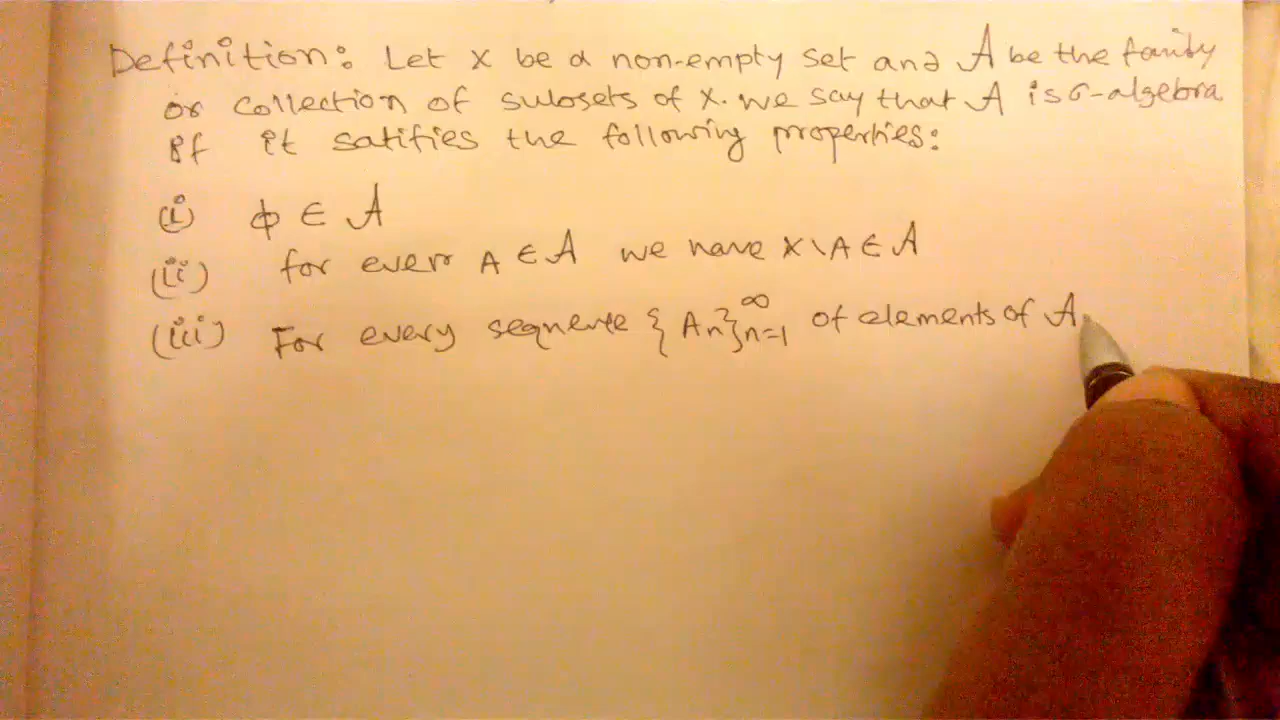 Definition: Let X be a non-empty set and A be the family
or collection of subsets of X. we say that A is σ-algebra
if it satifies the following properties:
(i) ϕ ∈ A
(ii) for everr A ∈ A we have X \ A ∈ A
(iii) For every sequence {An}∞n=1 of elements of A